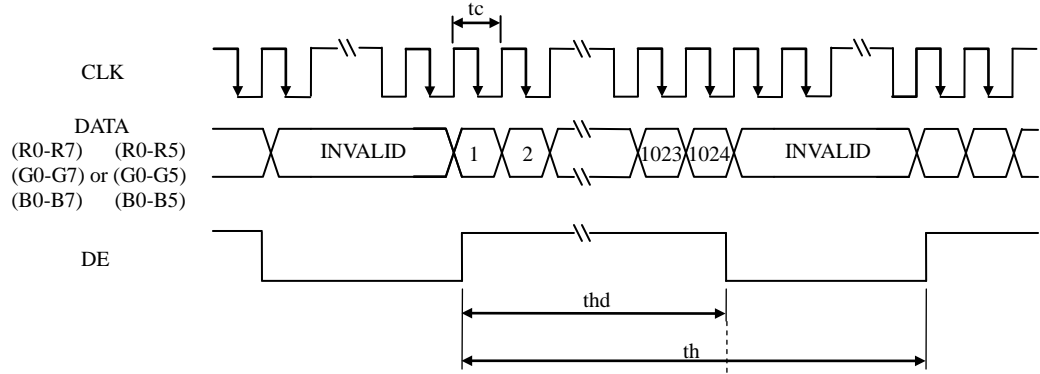 tc
CLK
DATA
(R0-R7) (R0-R5)
(G0-G7) or (G0-G5)
(B0-B7) (B0-B5)
INVALID 1 2 1023 1024 INVALID
DE
thd
th